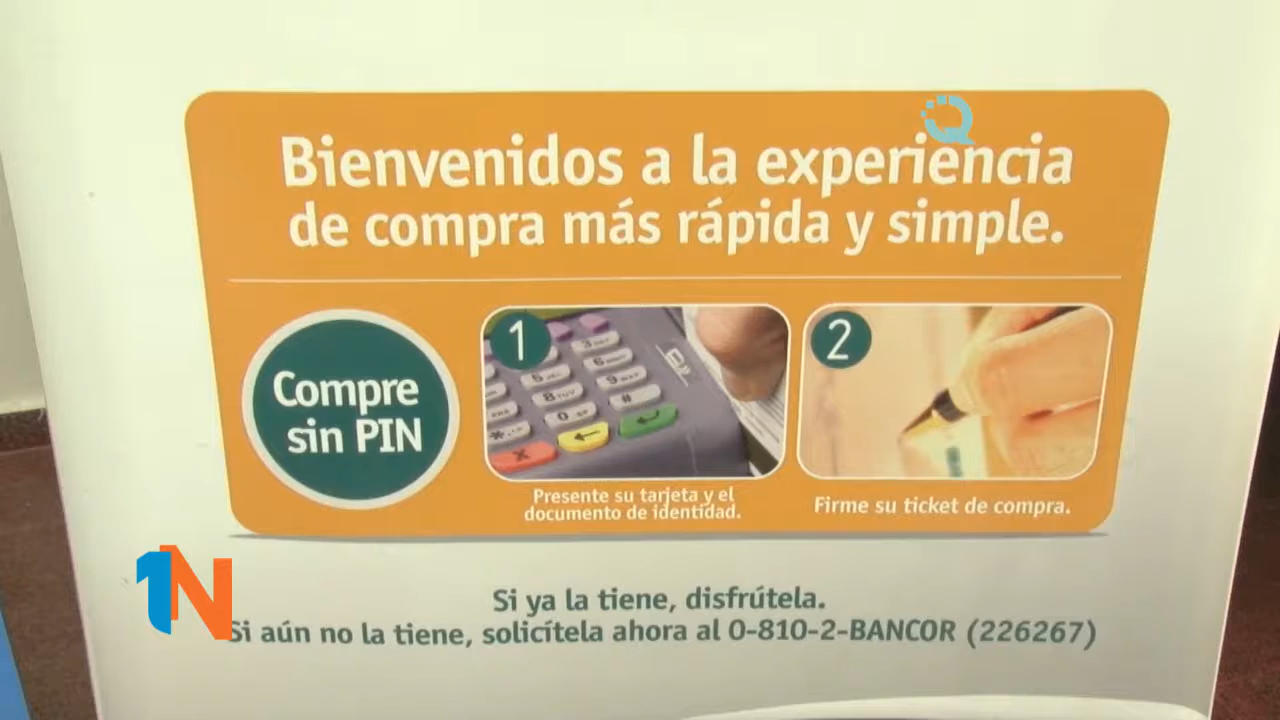 Bienvenidos a la experiencia
de compra más rápida y simple.
Compre
sin PIN
1
2
Presente su tarjeta y el
documento de identidad.
Firme su ticket de compra.
Si ya la tiene, disfrútela.
Si aún no la tiene, solicítela ahora al 0-810-2-BANCOR (226267)
1N